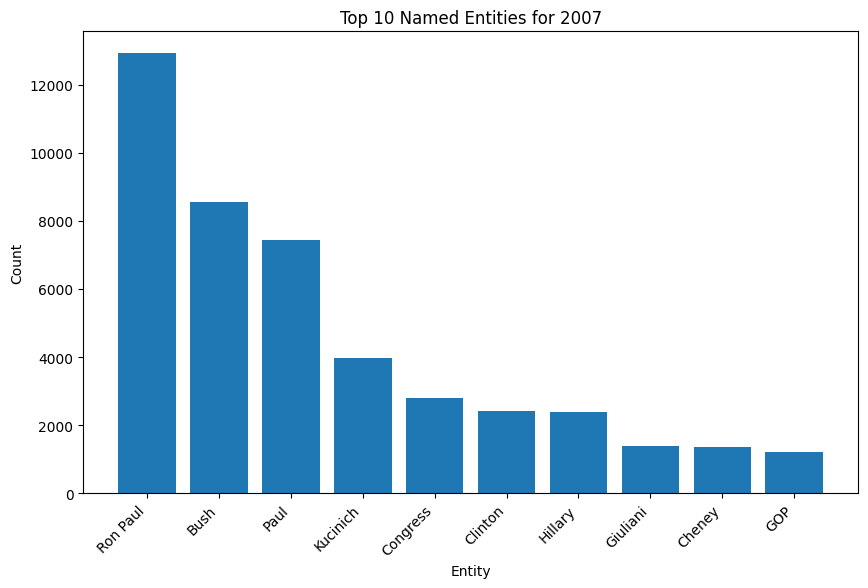 Top 10 Named Entities for 2007
Count
12000
10000
8000
6000
4000
2000
0
Ron Paul
Bush
Paul
Kucinich
Congress
Clinton
Hillary
Giuliani
Cheney
GOP
Entity